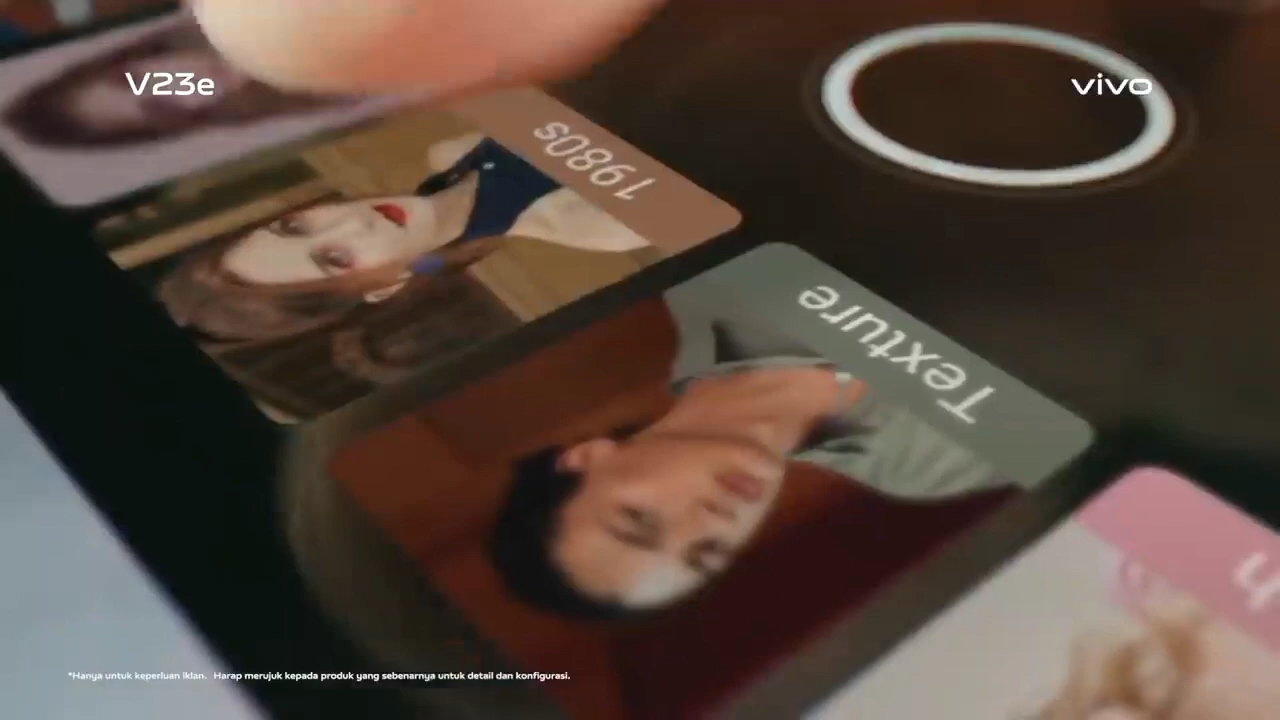 V23e
vivo
1980s
Texture
h
*Hanya untuk keperluan iklan. Harap merujuk kepada produk yang sebenarnya untuk detail dan konfigurasi.